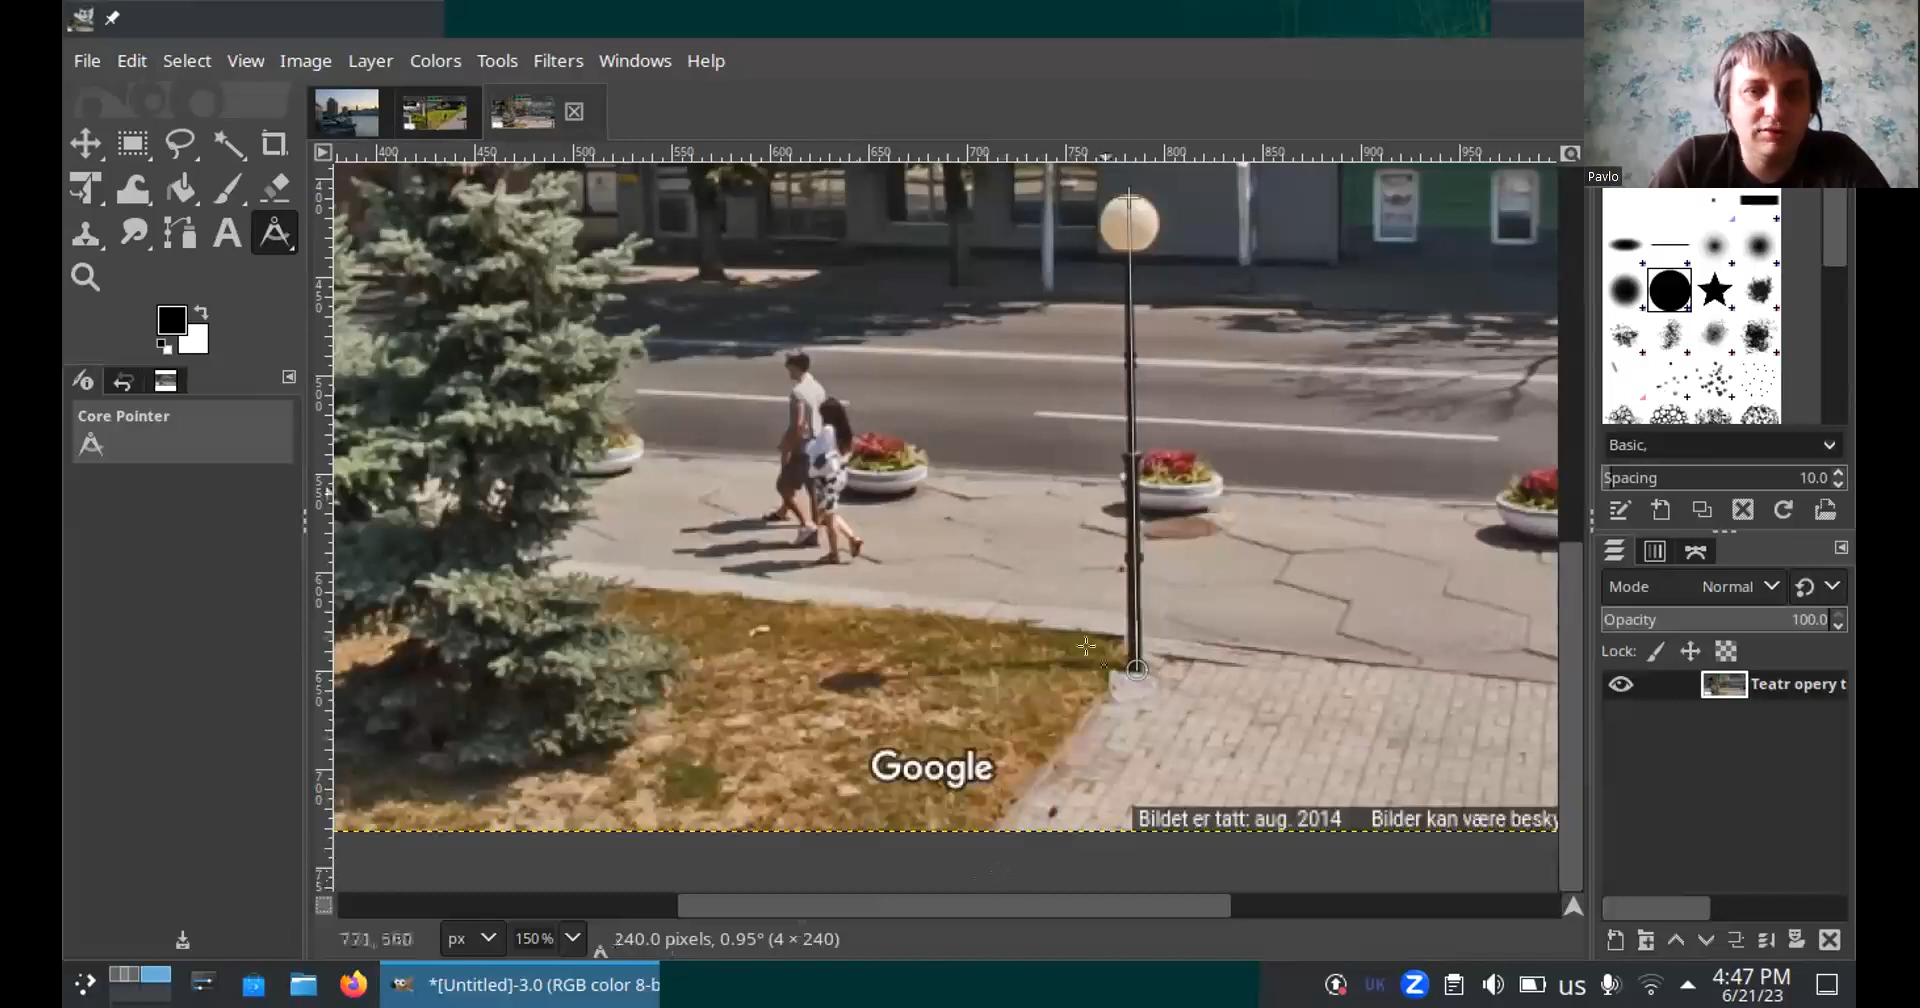 File Edit Select View Image Layer Colors Tools Filters Windows Help
Pavlo
400 450 500 550 600 650 700 750 800 850 900 950
Core Pointer
Basic,
Spacing 10.0
Mode Normal
Opacity 100.0
Lock:
Teatr opery t
Google
Bildet er tatt: aug. 2014 Bilder kan være besky
px 150% 240.0 pixels, 0.95° (4 × 240)
*[Untitled]-3.0 (RGB color 8-b
UK
us
4:47 PM
6/21/23